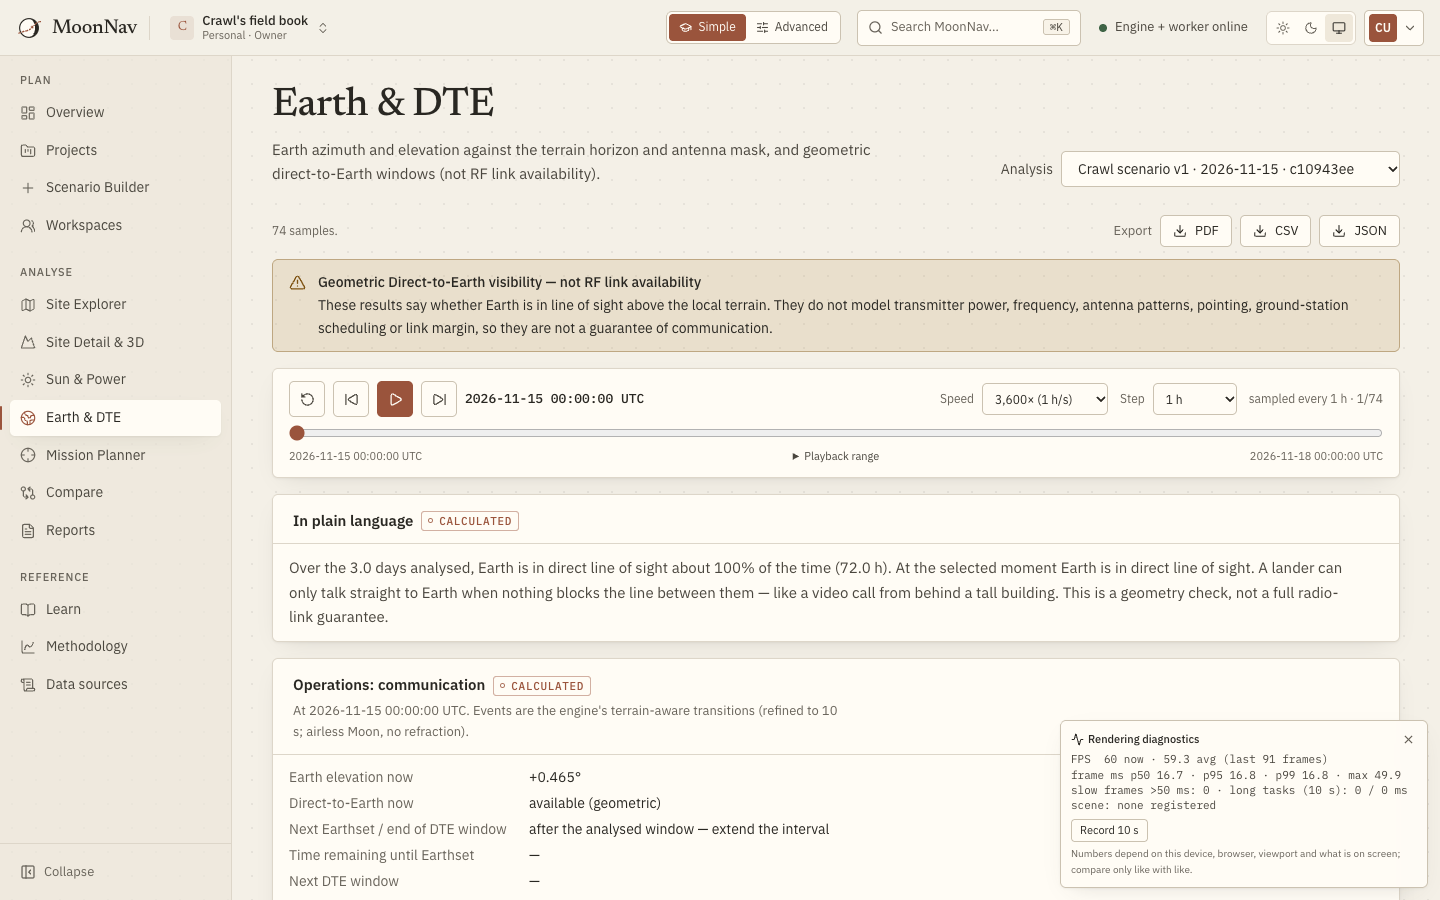 MoonNav
C
Crawl's field book
Personal · Owner
Simple
Advanced
Search MoonNav...
⌘K
Engine + worker online
CU
PLAN
Overview
Projects
Scenario Builder
Workspaces
ANALYSE
Site Explorer
Site Detail & 3D
Sun & Power
Earth & DTE
Mission Planner
Compare
Reports
REFERENCE
Learn
Methodology
Data sources
Collapse
Earth & DTE
Earth azimuth and elevation against the terrain horizon and antenna mask, and geometric
direct-to-Earth windows (not RF link availability).
Analysis
Crawl scenario v1 · 2026-11-15 · c10943ee
74 samples.
Export
PDF
CSV
JSON
Geometric Direct-to-Earth visibility — not RF link availability
These results say whether Earth is in line of sight above the local terrain. They do not model transmitter power, frequency, antenna patterns, pointing, ground-station
scheduling or link margin, so they are not a guarantee of communication.
2026-11-15 00:00:00 UTC
Speed
3,600× (1 h/s)
Step
1 h
sampled every 1 h · 1/74
2026-11-15 00:00:00 UTC
Playback range
2026-11-18 00:00:00 UTC
In plain language
CALCULATED
Over the 3.0 days analysed, Earth is in direct line of sight about 100% of the time (72.0 h). At the selected moment Earth is in direct line of sight. A lander can
only talk straight to Earth when nothing blocks the line between them — like a video call from behind a tall building. This is a geometry check, not a full radio-
link guarantee.
Operations: communication
CALCULATED
At 2026-11-15 00:00:00 UTC. Events are the engine's terrain-aware transitions (refined to 10
s; airless Moon, no refraction).
Earth elevation now
+0.465°
Direct-to-Earth now
available (geometric)
Next Earthset / end of DTE window
after the analysed window — extend the interval
Time remaining until Earthset
—
Next DTE window
—
Rendering diagnostics
FPS 60 now · 59.3 avg (last 91 frames)
frame ms p50 16.7 · p95 16.8 · p99 16.8 · max 49.9
slow frames >50 ms: 0 · long tasks (10 s): 0 / 0 ms
scene: none registered
Record 10 s
Numbers depend on this device, browser, viewport and what is on screen;
compare only like with like.